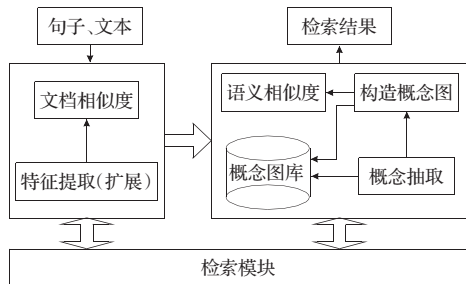 句子、文本
检索结果
文档相似度
语义相似度
构造概念图
特征提取(扩展)
概念图库
概念抽取
检索模块